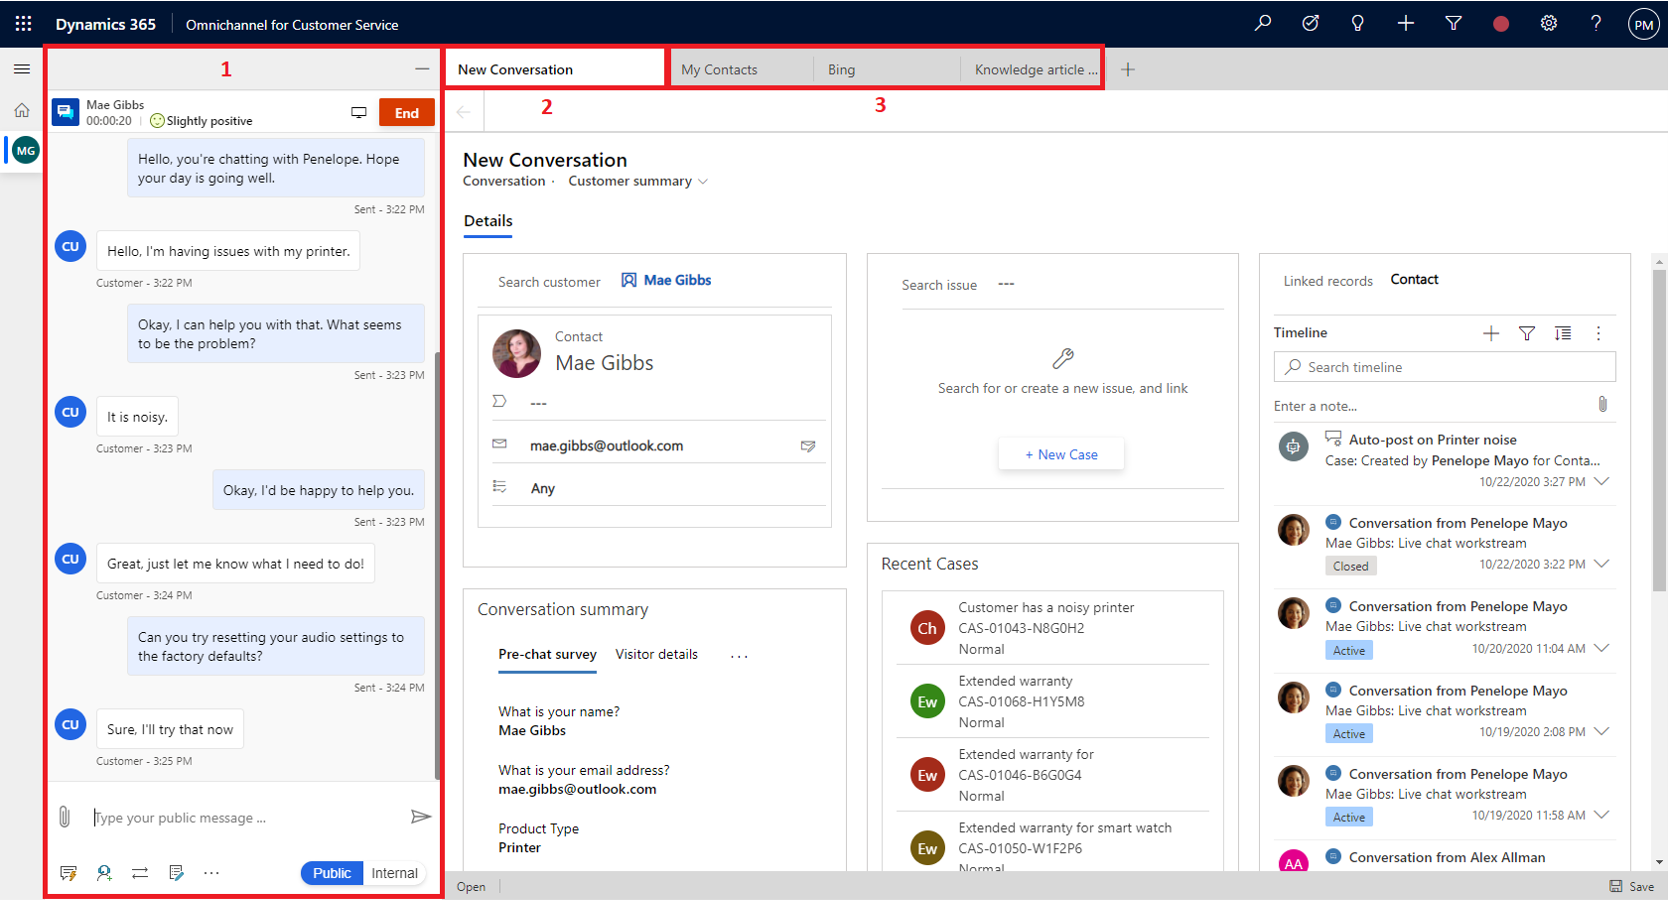 Dynamics 365
Omnichannel for Customer Service
PM
1
New Conversation
My Contacts
Bing
Knowledge article ...
2
3
MG
Mae Gibbs
00:00:20
Slightly positive
End
Hello, you're chatting with Penelope. Hope
your day is going well.
Sent - 3:22 PM
CU
Hello, I'm having issues with my printer.
Customer - 3:22 PM
Okay, I can help you with that. What seems
to be the problem?
Sent - 3:23 PM
CU
It is noisy.
Customer - 3:23 PM
Okay, I'd be happy to help you.
Sent - 3:23 PM
CU
Great, just let me know what I need to do!
Customer - 3:24 PM
Can you try resetting your audio settings to
the factory defaults?
Sent - 3:24 PM
CU
Sure, I'll try that now
Customer - 3:25 PM
Type your public message ...
Public
Internal
New Conversation
Conversation ·
Customer summary
Details
Search customer
Mae Gibbs
Contact
Mae Gibbs
---
mae.gibbs@outlook.com
Any
Conversation summary
Pre-chat survey
Visitor details
...
What is your name?
Mae Gibbs
What is your email address?
mae.gibbs@outlook.com
Product Type
Printer
Search issue
---
Search for or create a new issue, and link
+ New Case
Recent Cases
Ch
Customer has a noisy printer
CAS-01043-N8G0H2
Normal
Ew
Extended warranty
CAS-01068-H1Y5M8
Normal
Ew
Extended warranty for
CAS-01046-B6G0G4
Normal
Ew
Extended warranty for smart watch
CAS-01050-W1F2P6
Normal
Linked records
Contact
Timeline
Search timeline
Enter a note...
Auto-post on Printer noise
Case: Created by Penelope Mayo for Conta...
10/22/2020 3:27 PM
Conversation from Penelope Mayo
Mae Gibbs: Live chat workstream
Closed
10/22/2020 3:22 PM
Conversation from Penelope Mayo
Mae Gibbs: Live chat workstream
Active
10/20/2020 11:04 AM
Conversation from Penelope Mayo
Mae Gibbs: Live chat workstream
Active
10/19/2020 2:08 PM
Conversation from Penelope Mayo
Mae Gibbs: Live chat workstream
Active
10/19/2020 11:58 AM
AA
Conversation from Alex Allman
Open
Save